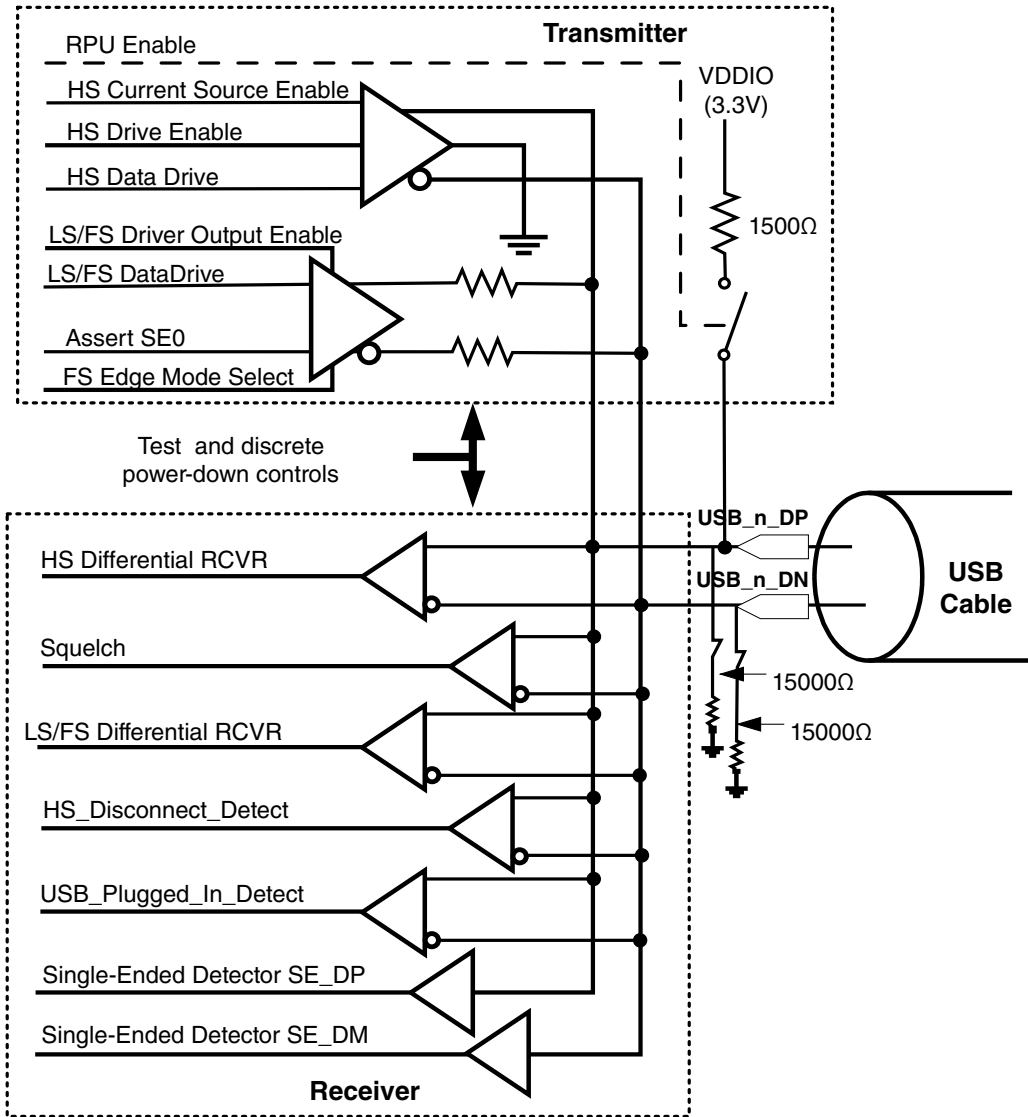 Transmitter
RPU Enable
VDDIO
(3.3V)
HS Current Source Enable
HS Drive Enable
HS Data Drive
1500Ω
LS/FS Driver Output Enable
LS/FS DataDrive
Assert SE0
FS Edge Mode Select
Test and discrete
power-down controls
USB_n_DP
HS Differential RCVR
USB_n_DN
USB
Cable
Squelch
15000Ω
LS/FS Differential RCVR
15000Ω
HS_Disconnect_Detect
USB_Plugged_In_Detect
Single-Ended Detector SE_DP
Single-Ended Detector SE_DM
Receiver